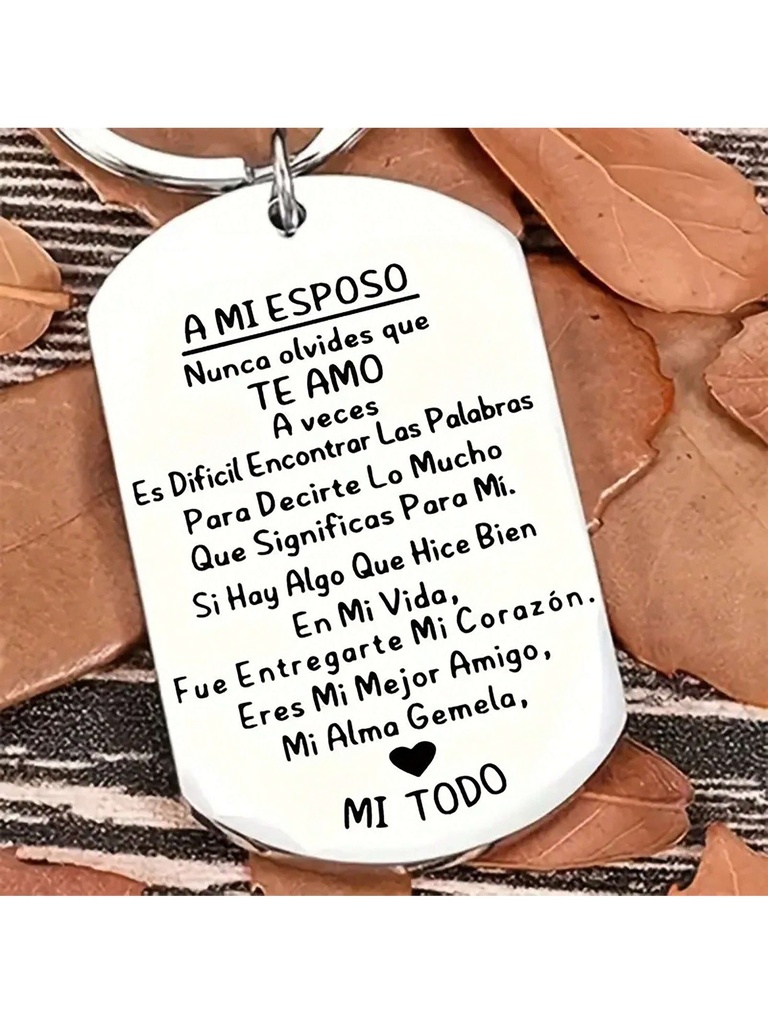 A MI ESPOSO
Nunca olvides que
TE AMO
A veces
Es Dificil Encontrar Las Palabras
Para Decirte Lo Mucho
Que Significas Para Mí.
Si Hay Algo Que Hice Bien
En Mi Vida,
Fue Entregarte Mi Corazón.
Eres Mi Mejor Amigo,
Mi Alma Gemela,
MI TODO